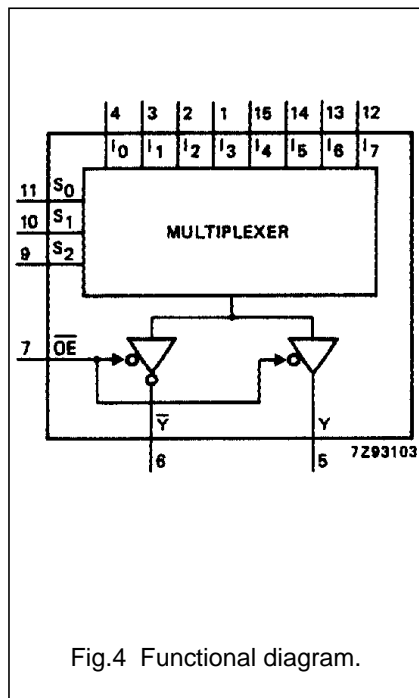 4 3 2 1 15 14 13 12
I0 I1 I2 I3 I4 I5 I6 I7
11 S0
10 S1
MULTIPLEXER
9 S2
7 OE
Y Y
7Z93103
6 5
Fig.4 Functional diagram.